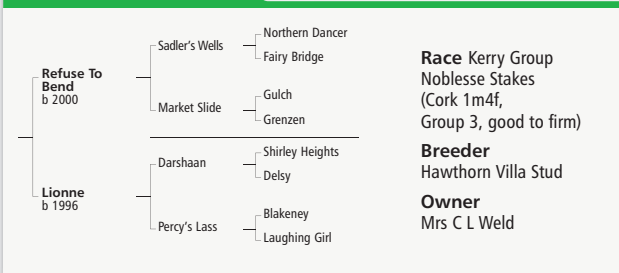 Refuse To
Bend
b 2000
Sadler's Wells
Northern Dancer
Fairy Bridge
Market Slide
Gulch
Grenzen
Lionne
b 1996
Darshaan
Shirley Heights
Delsy
Percy's Lass
Blakeney
Laughing Girl
Race Kerry Group
Noblesse Stakes
(Cork 1m4f,
Group 3, good to firm)
Breeder
Hawthorn Villa Stud
Owner
Mrs C L Weld